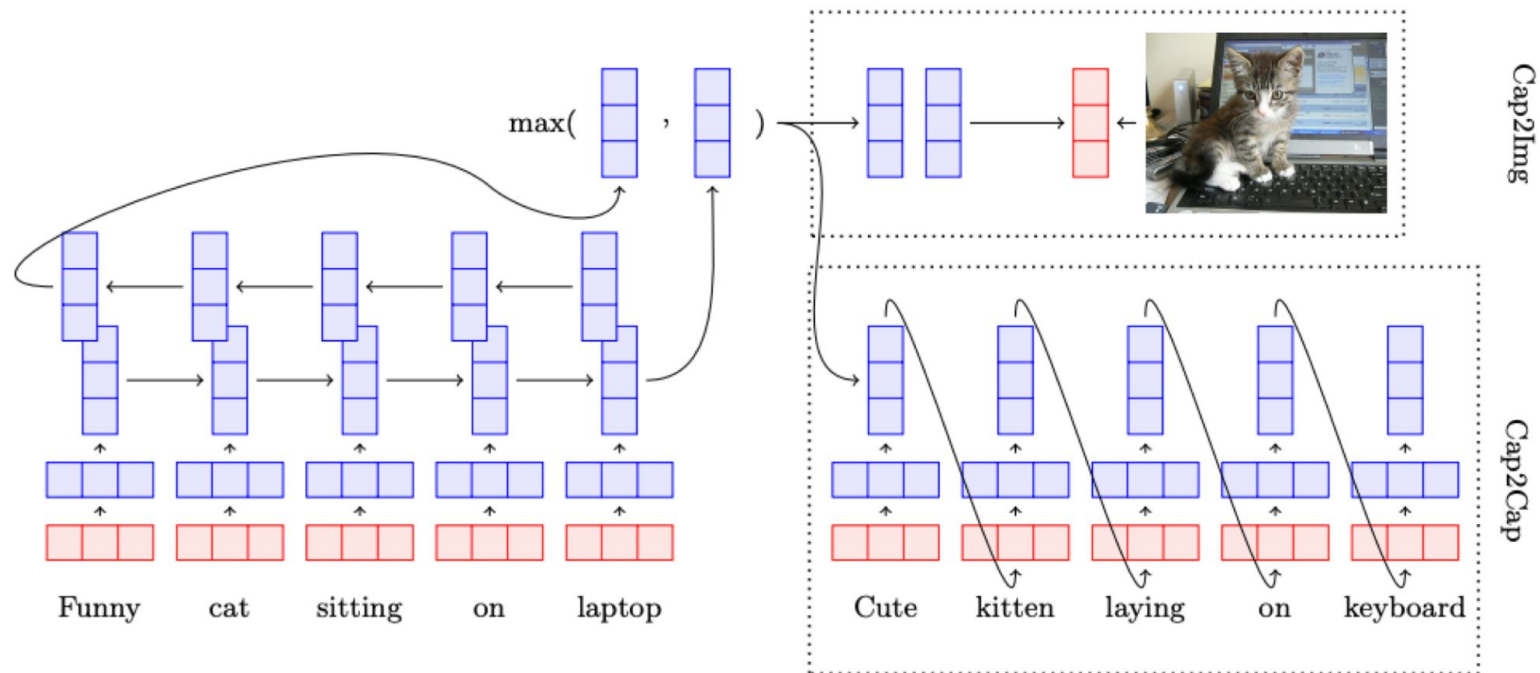 max( , )
Cap2Img
Funny cat sitting on laptop
Cute kitten laying on keyboard
Cap2Cap